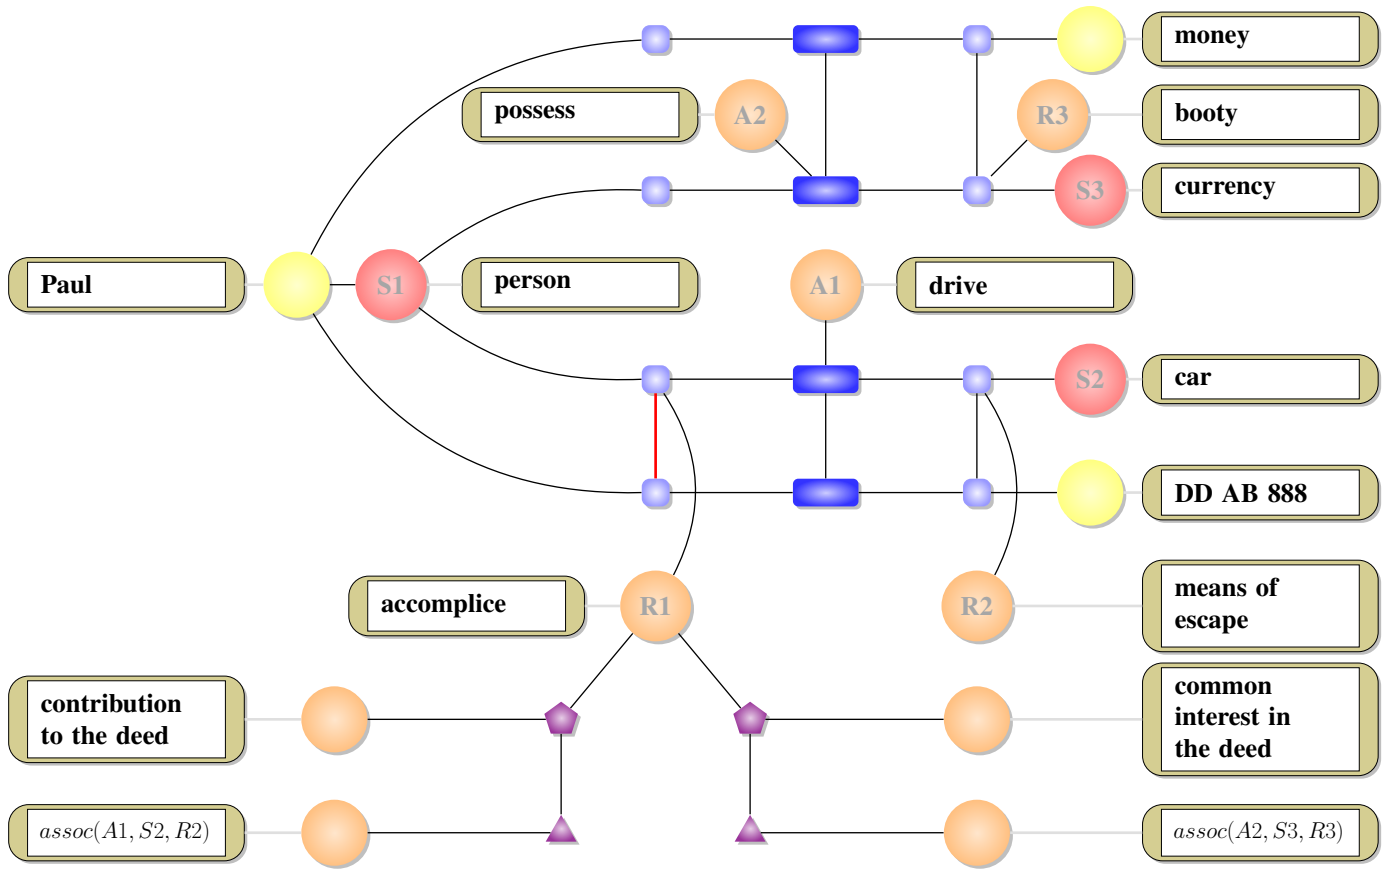 money
possess
A2
R3
booty
S3
currency
Paul
S1
person
A1
drive
S2
car
DD AB 888
accomplice
R1
R2
means of
escape
contribution
to the deed
common
interest in
the deed
assoc(A1, S2, R2)
assoc(A2, S3, R3)